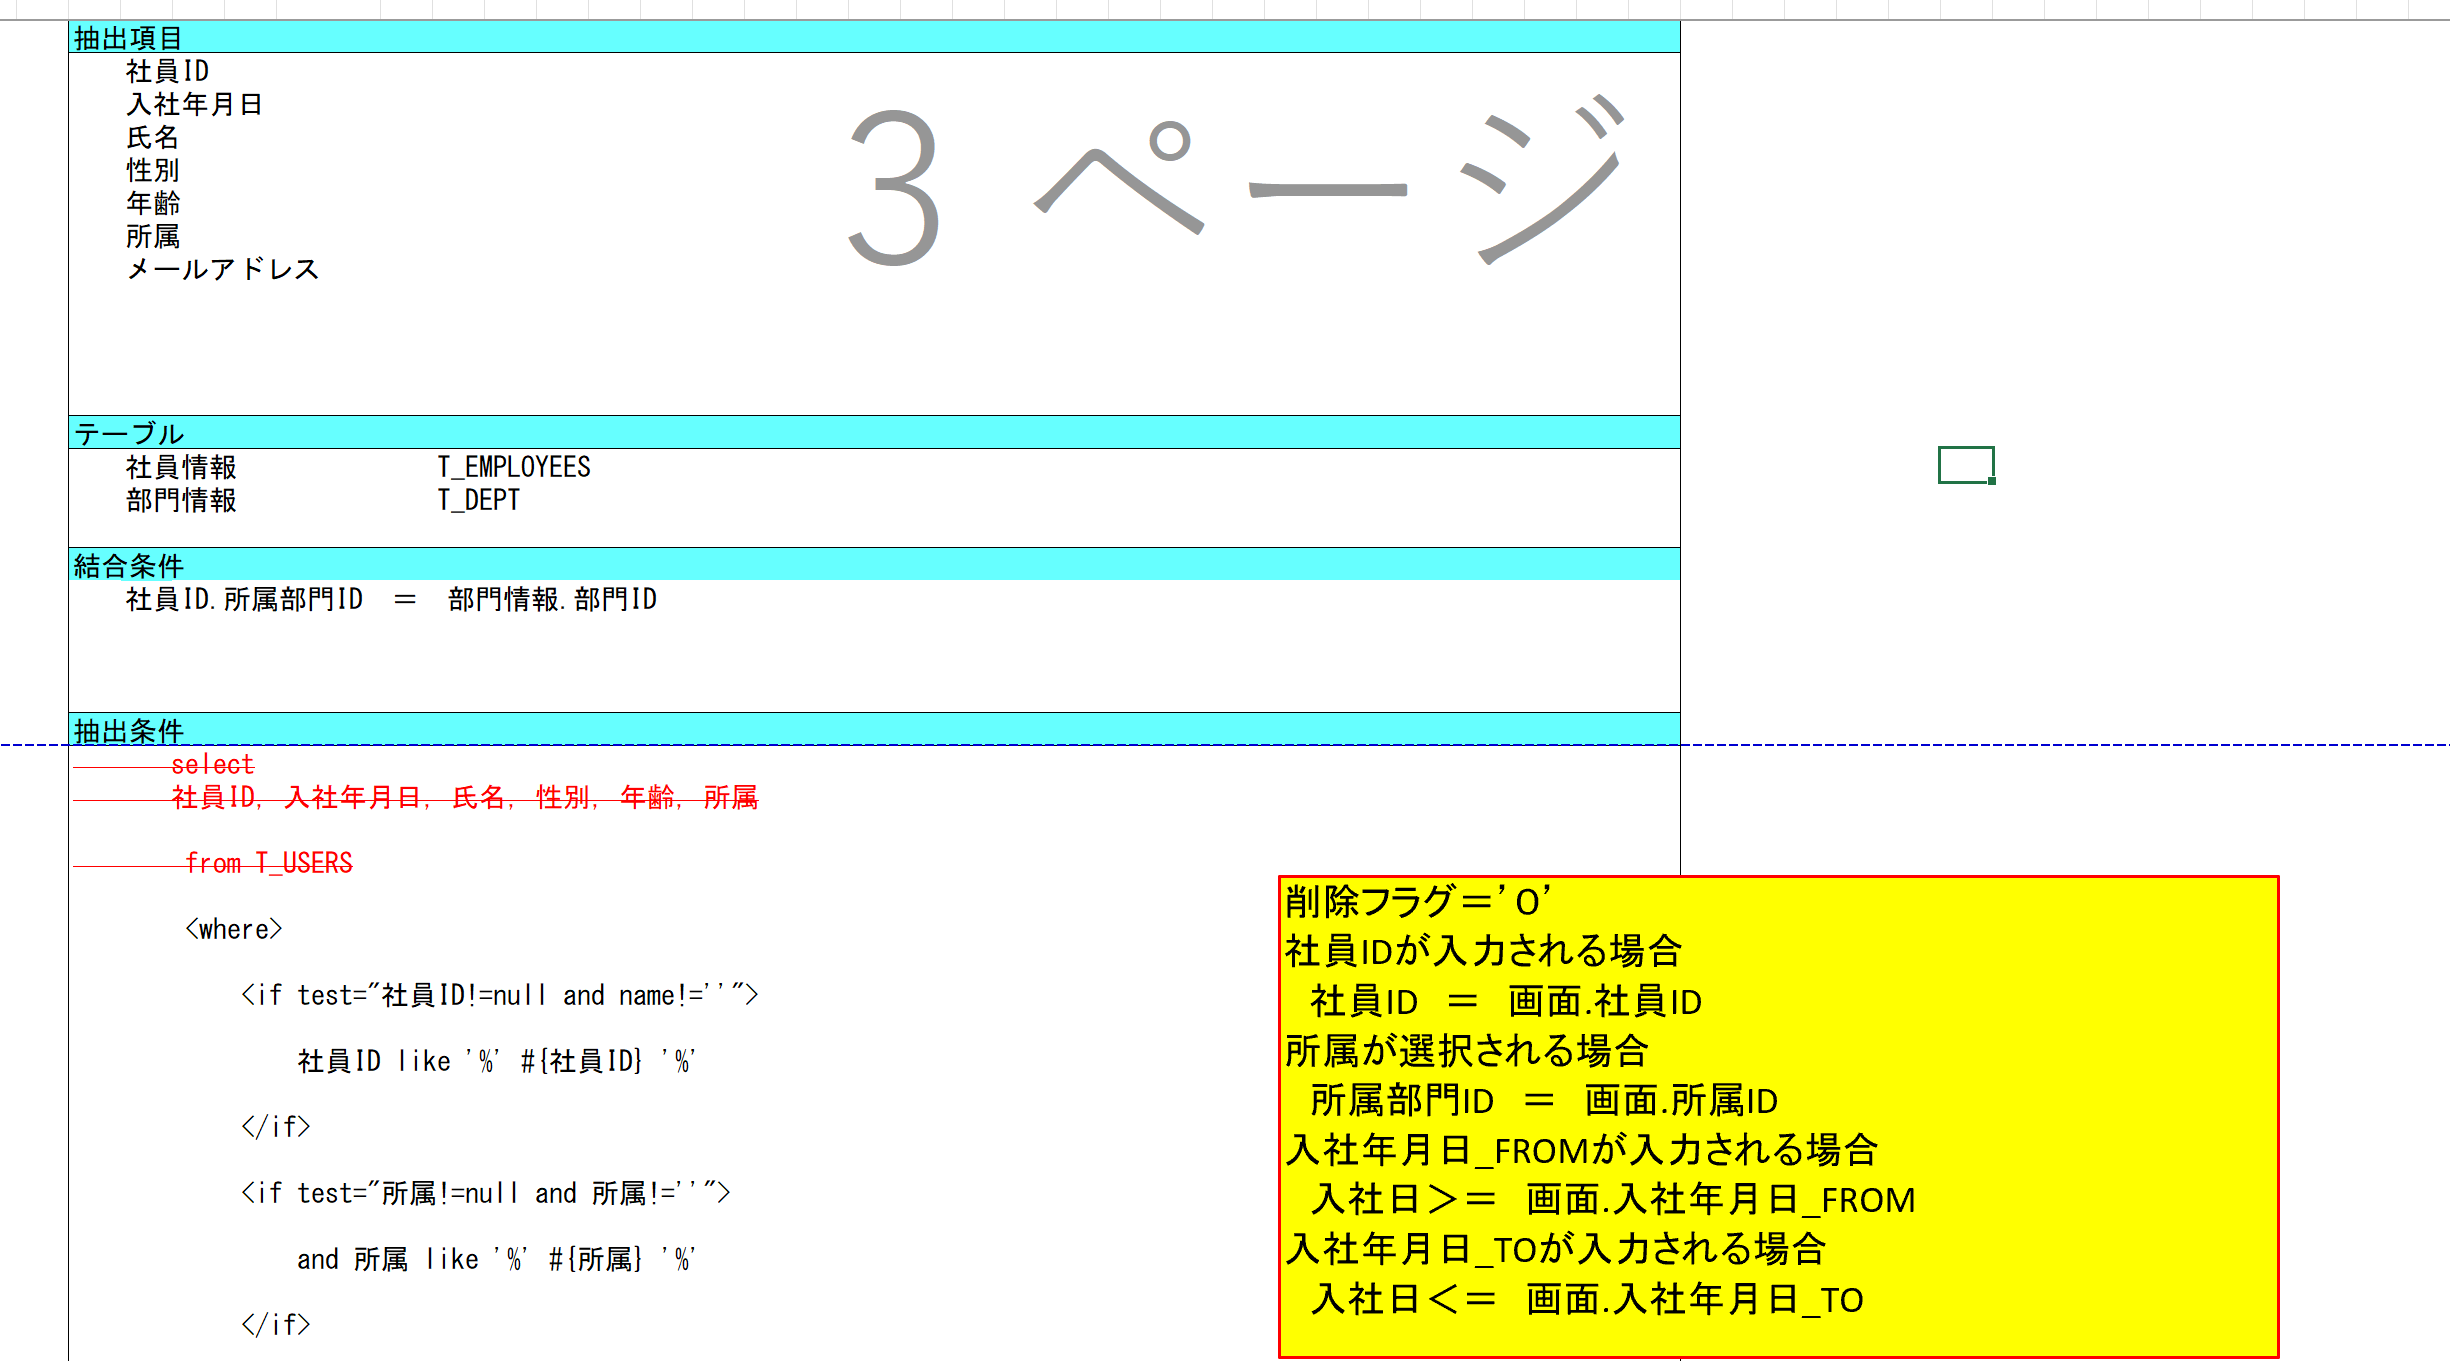 抽出項目
社員ID
入社年月日
氏名
性別
年齢
所属
メールアドレス
3 ページ
テーブル
社員情報 T_EMPLOYEES
部門情報 T_DEPT
結合条件
社員ID.所属部門ID ＝ 部門情報.部門ID
抽出条件
select
社員ID, 入社年月日, 氏名, 性別, 年齢, 所属
from T_USERS
<where>
<if test="社員ID!=null and name!=''">
社員ID like '%' #{社員ID} '%'
</if>
<if test="所属!=null and 所属!=''">
and 所属 like '%' #{所属} '%'
</if>
削除フラグ＝’0’
社員IDが入力される場合
社員ID ＝ 画面.社員ID
所属が選択される場合
所属部門ID ＝ 画面.所属ID
入社年月日_FROMが入力される場合
入社日＞＝ 画面.入社年月日_FROM
入社年月日_TOが入力される場合
入社日＜＝ 画面.入社年月日_TO